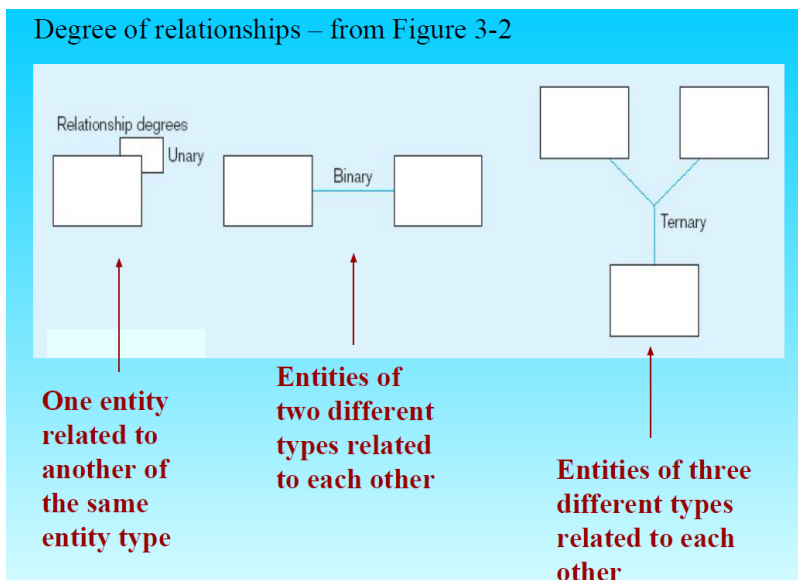 Degree of relationships – from Figure 3-2
Relationship degrees
Unary
Binary
Ternary
One entity
related to
another of
the same
entity type
Entities of
two different
types related
to each other
Entities of three
different types
related to each
other